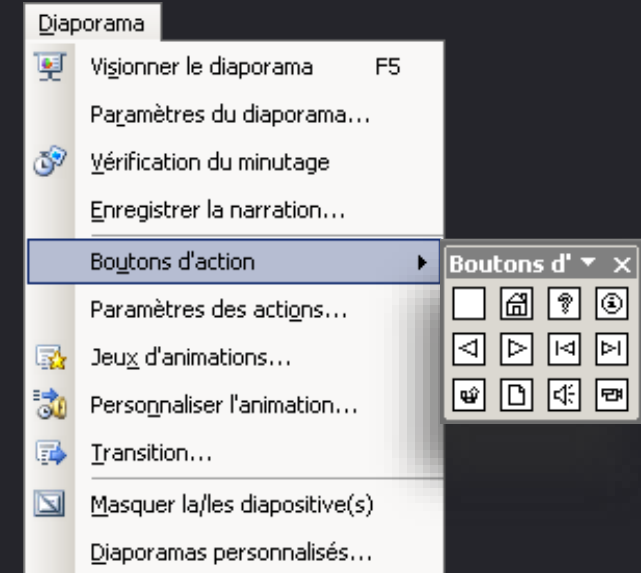 Diaporama
Visionner le diaporama F5
Paramètres du diaporama...
Vérification du minutage
Enregistrer la narration...
Boutons d'action
Boutons d'
Paramètres des actions...
Jeux d'animations...
Personnaliser l'animation...
Transition...
Masquer la/les diapositive(s)
Diaporamas personnalisés...